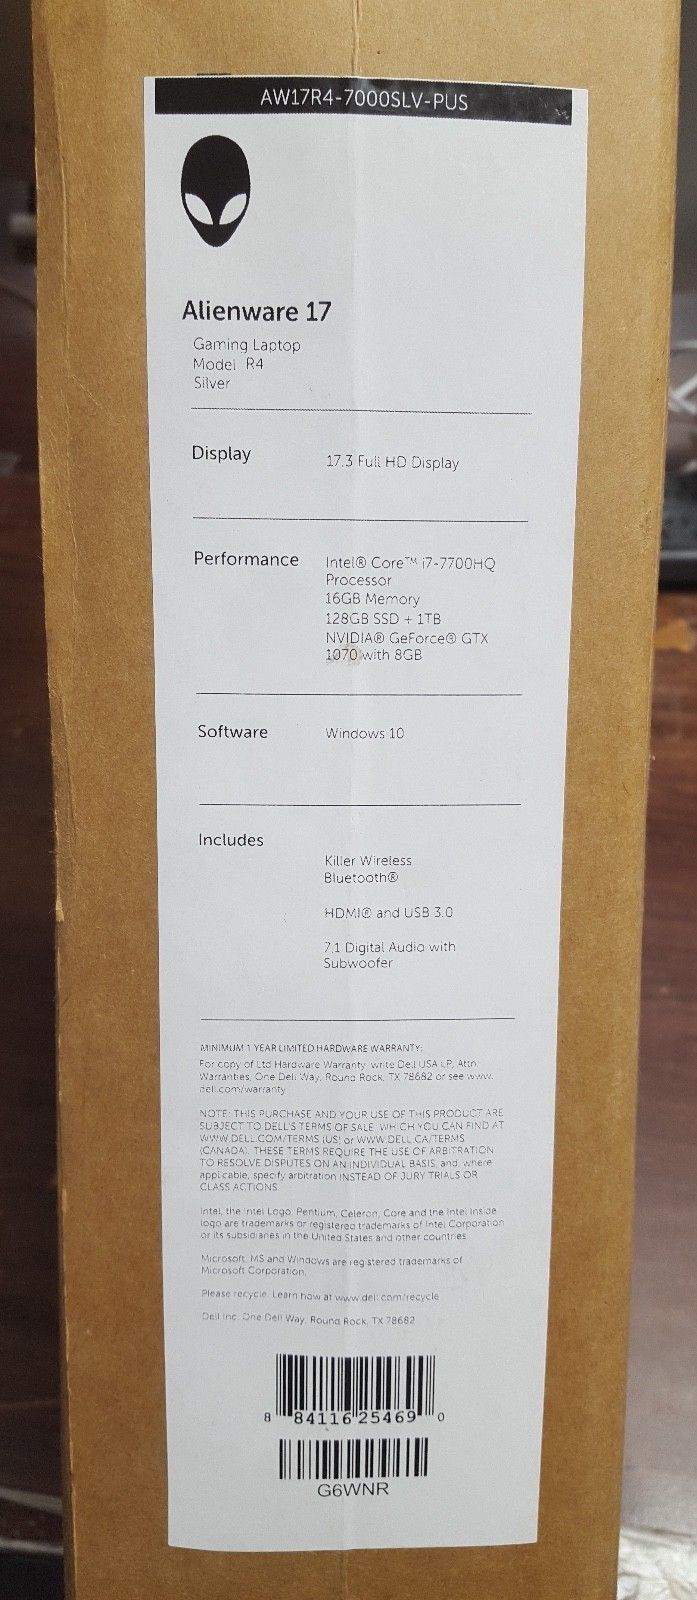 AW17R4-7000SLV-PUS
Alienware 17
Gaming Laptop
Model R4
Silver
Display
17.3 Full HD Display
Performance
Intel® Core™ i7-7700HQ
Processor
16GB Memory
128GB SSD + 1TB
NVIDIA® GeForce® GTX
1070 with 8GB
Software
Windows 10
Includes
Killer Wireless
Bluetooth®
HDMI® and USB 3.0
7.1 Digital Audio with
Subwoofer
MINIMUM 1 YEAR LIMITED HARDWARE WARRANTY:
For copy of Ltd Hardware Warranty, write Dell USA LP, Attn:
Warranties, One Dell Way, Round Rock, TX 78682 or see www.
dell.com/warranty
NOTE: THIS PURCHASE AND YOUR USE OF THIS PRODUCT ARE
SUBJECT TO DELL'S TERMS OF SALE, WHICH YOU CAN FIND AT
WWW.DELL.COM/TERMS (US) or WWW.DELL.CA/TERMS
(CANADA). THESE TERMS REQUIRE THE USE OF ARBITRATION
TO RESOLVE DISPUTES ON AN INDIVIDUAL BASIS, and, where
applicable, specify arbitration INSTEAD OF JURY TRIALS OR
CLASS ACTIONS.
Intel, the Intel Logo, Pentium, Celeron, Core and the Intel Inside
logo are trademarks or registered trademarks of Intel Corporation
or its subsidiaries in the United States and other countries.
Microsoft, MS and Windows are registered trademarks of
Microsoft Corporation.
Please recycle. Learn how at www.dell.com/recycle
Dell Inc. One Dell Way, Round Rock, TX 78682
8 84116 25469 0
G6WNR